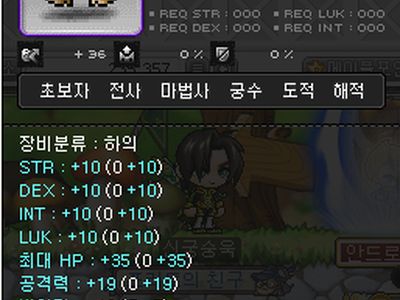 REQ STR : 000 REQ LUK : 000
REQ DEX : 000 REQ INT : 000
+ 36 0 % 0 %
초보자 전사 마법사 궁수 도적 해적
장비분류 : 하의
STR : +10 (0 +10)
DEX : +10 (0 +10)
INT : +10 (0 +10)
LUK : +10 (0 +10)
최대 HP : +35 (0 +35)
공격력 : +19 (0 +19)